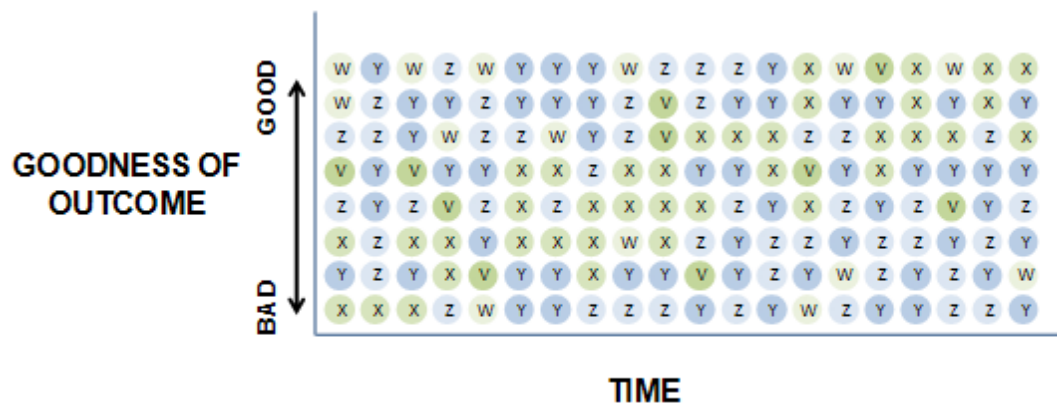 W Y W Z W Y Y Y W Z Z Z Y X W V X W X X
W Z Y Y Z Y Y Y Z V Z Y Y X Y Y X Y X Y
Z Z Y W Z Z W Y Z V X X X Z Z X X X Z X
V Y V Y Y X X Z X X Y Y X V Y X Y Y Y Y
Z Y Z V Z X Z X X X X Z Y X Z Y Z V Y Z
X Z X X Y X X X W X Z Y Z Z Y Z Z Y Z Y
Y Z Y X V Y Y X Y Y V Y Z Y W Z Y Z Y W
X X X Z W Y Y Z Z Z Y Z Y W Z Y Y Z Z Y
GOOD
BAD
GOODNESS OF
OUTCOME
TIME